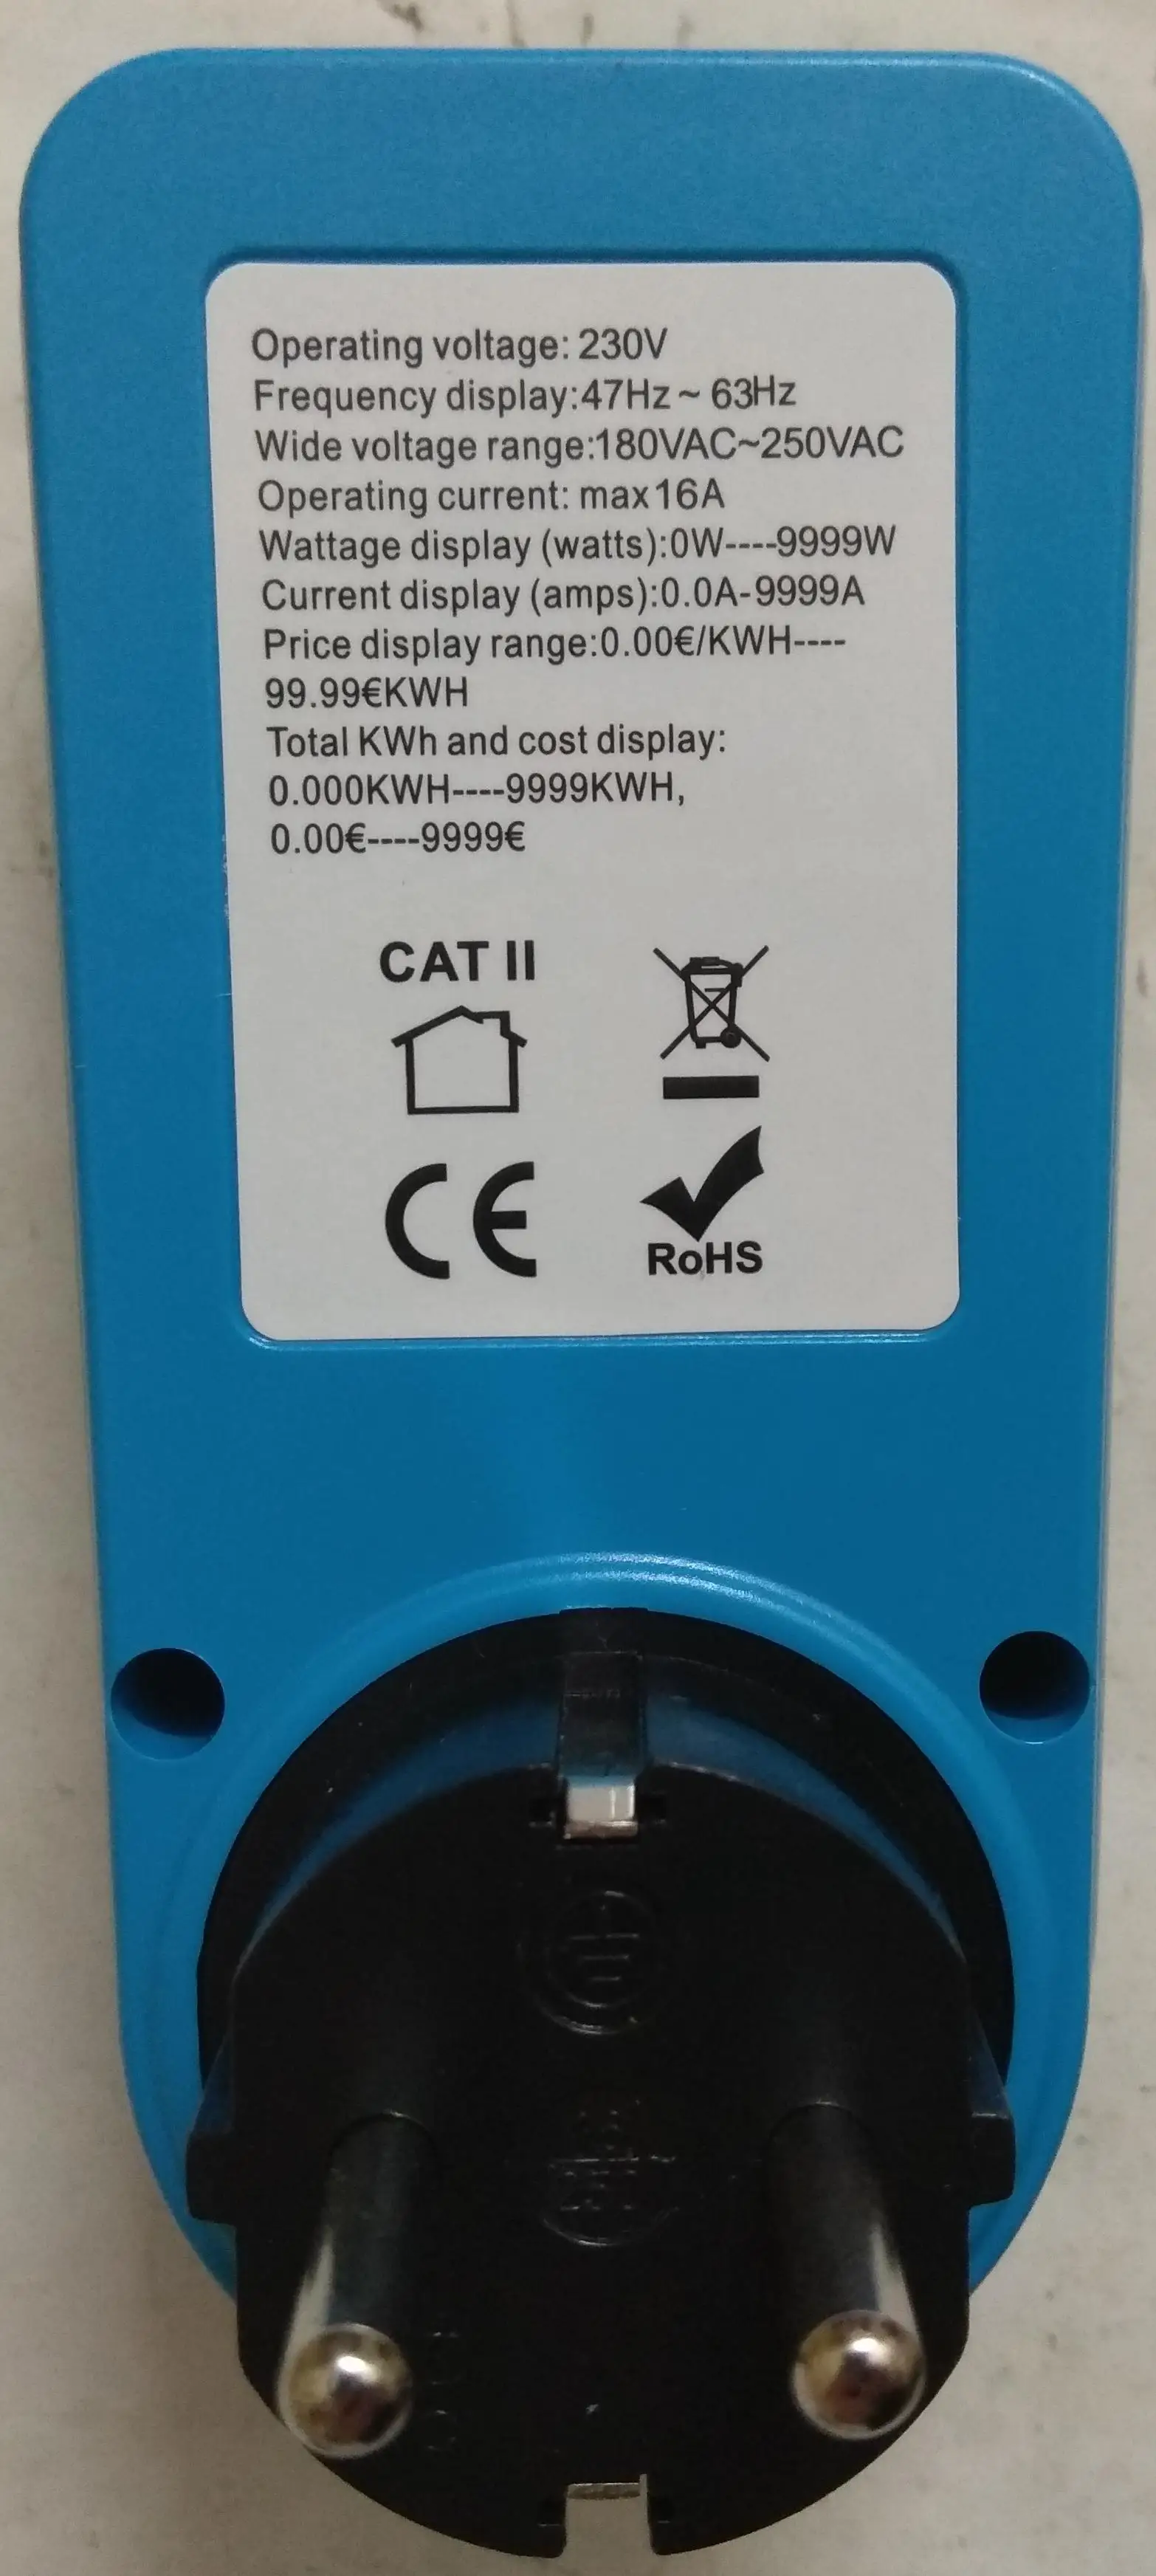 Operating voltage: 230V
Frequency display:47Hz ~ 63Hz
Wide voltage range:180VAC~250VAC
Operating current: max16A
Wattage display (watts):0W----9999W
Current display (amps):0.0A-9999A
Price display range:0.00€/KWH----
99.99€KWH
Total KWh and cost display:
0.000KWH----9999KWH,
0.00€----9999€
CAT II
CE
RoHS